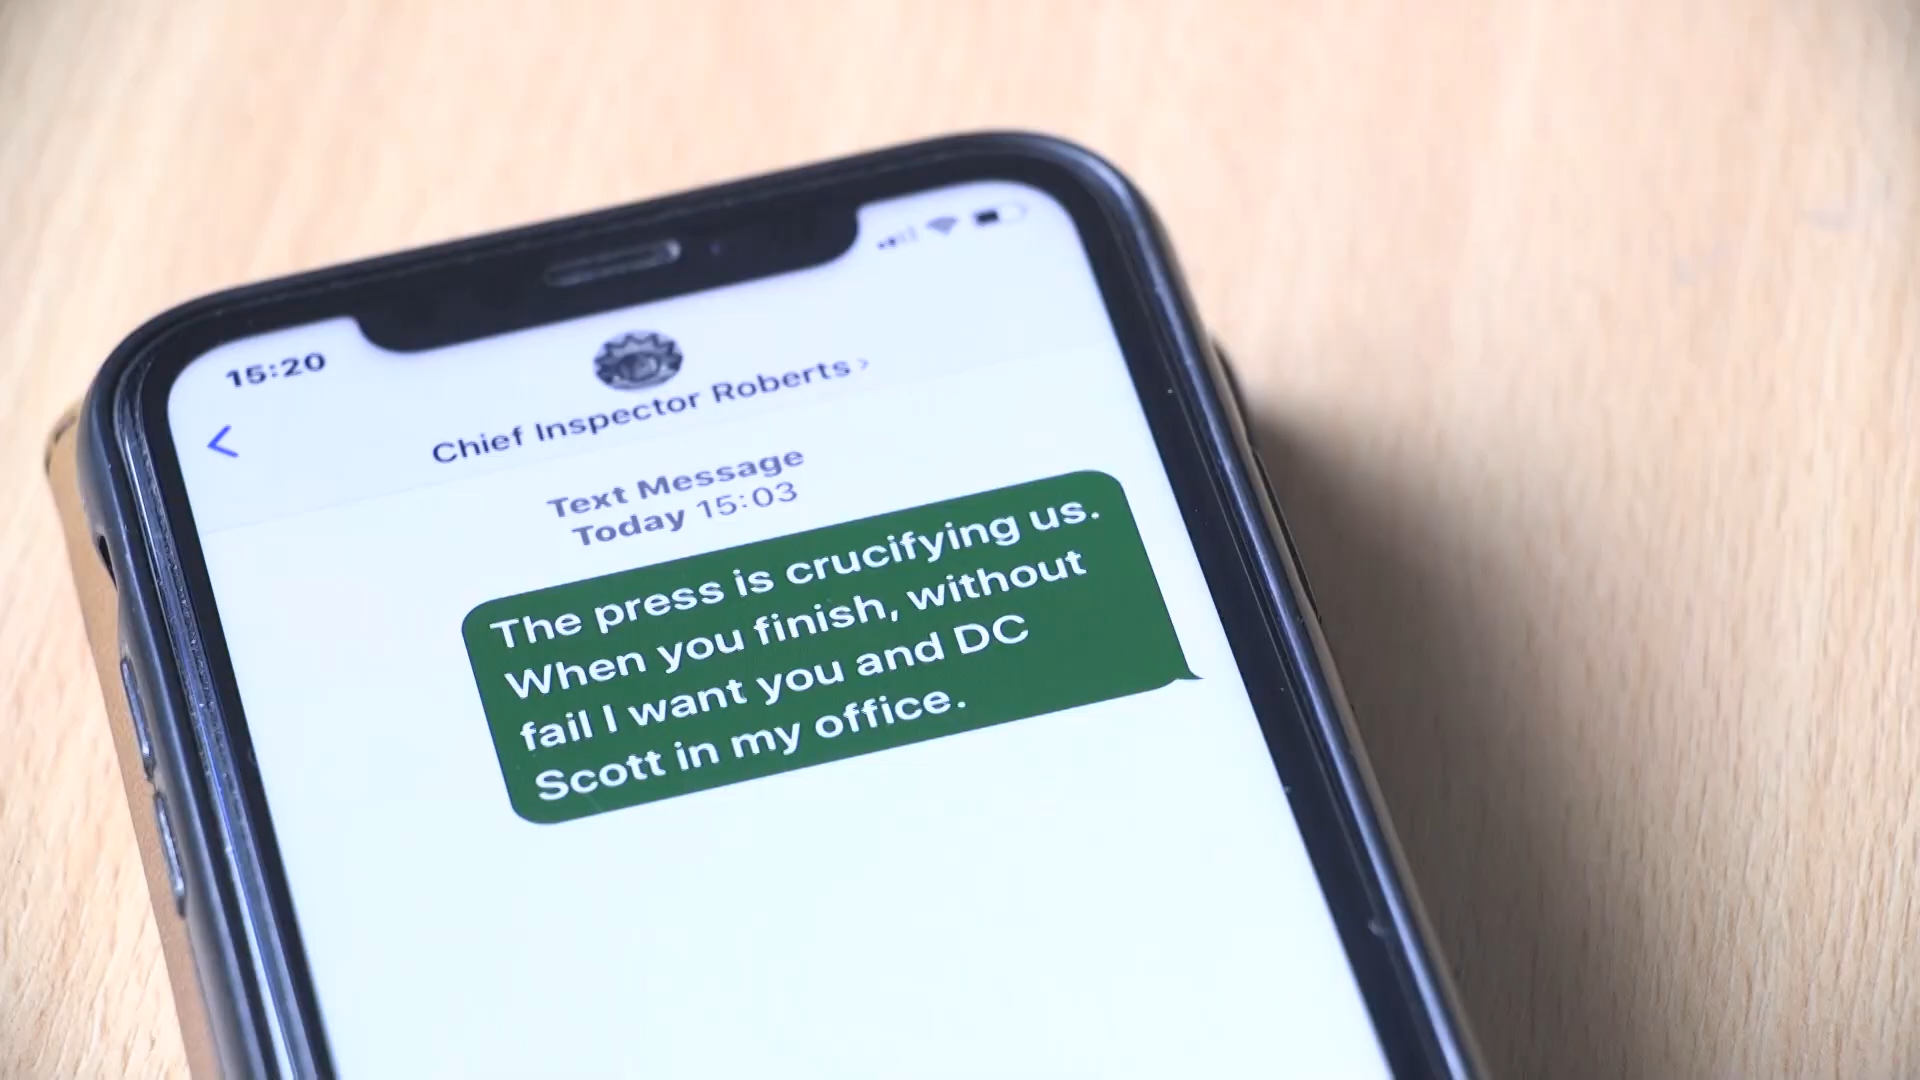 15:20
Chief Inspector Roberts
Text Message
Today 15:03
The press is crucifying us.
When you finish, without
fail I want you and DC
Scott in my office.